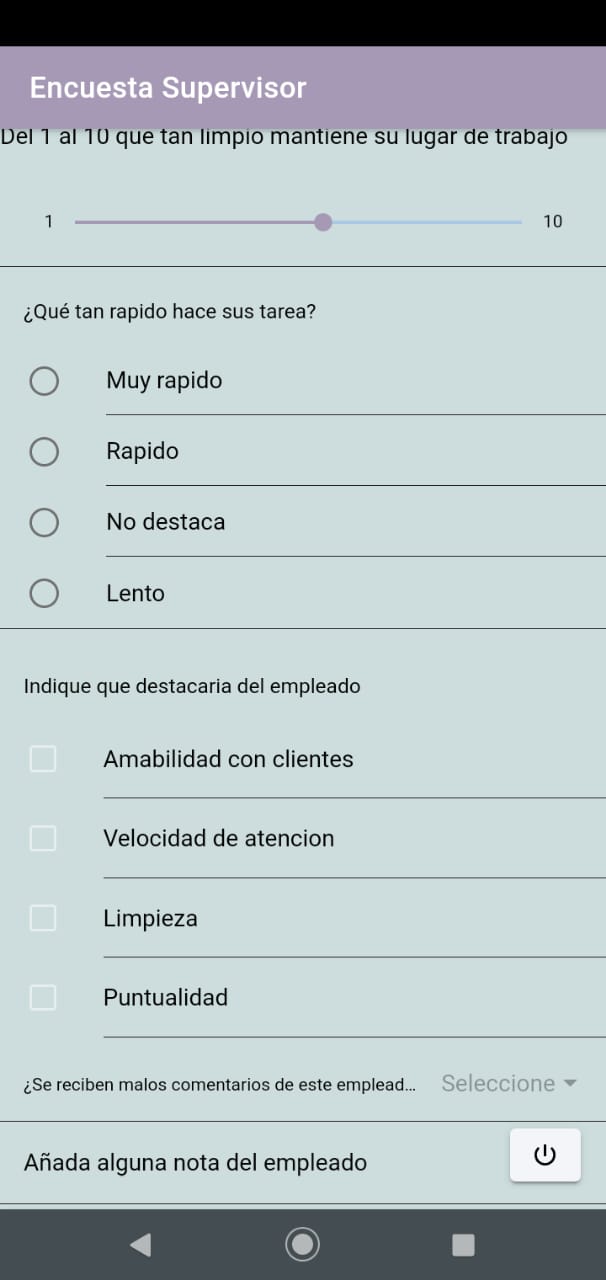 Encuesta Supervisor
Del 1 al 10 que tan limpio mantiene su lugar de trabajo
1 10
¿Qué tan rapido hace sus tarea?
Muy rapido
Rapido
No destaca
Lento
Indique que destacaria del empleado
Amabilidad con clientes
Velocidad de atencion
Limpieza
Puntualidad
¿Se reciben malos comentarios de este emplead... Seleccione
Añada alguna nota del empleado